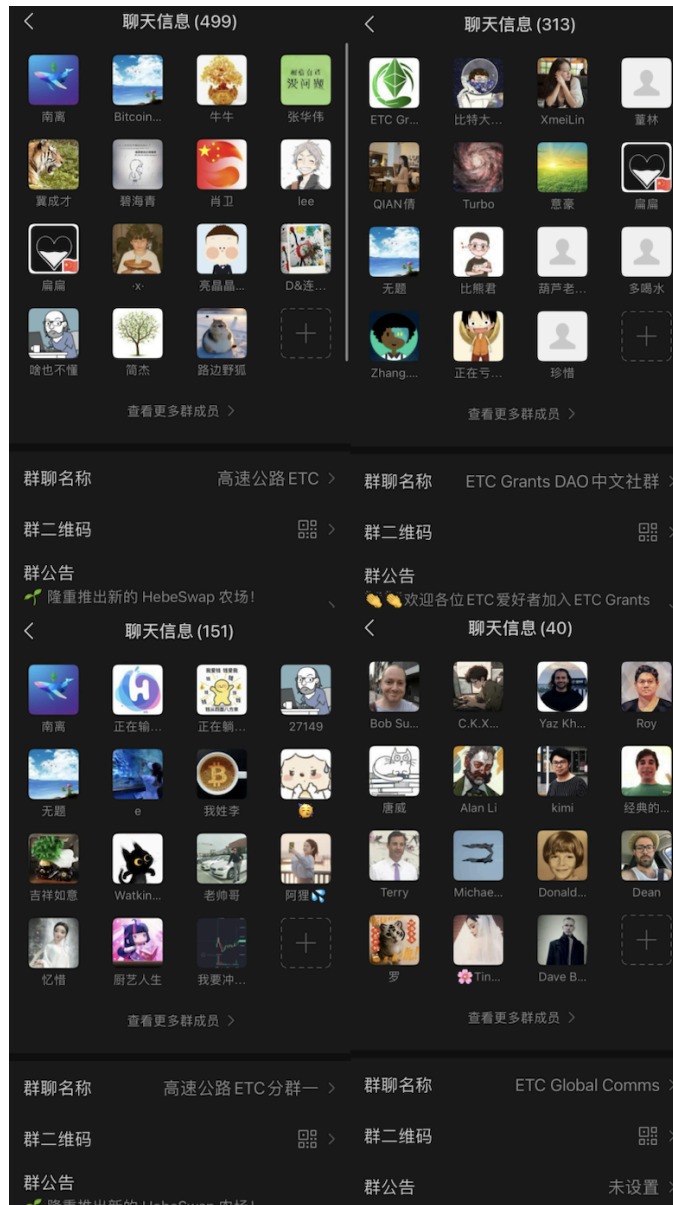 聊天信息 (499)
南离
Bitcoin...
牛牛
张华伟
冀成才
碧海青
肖卫
lee
扁扁
·x·
亮晶晶...
D&连...
啥也不懂
简杰
路边野狐
查看更多群成员
群聊名称
高速公路 ETC
群二维码
群公告
🌱 隆重推出新的 HebeSwap 农场！
聊天信息 (313)
ETC Gr...
比特大...
XmeiLin
董林
QIAN倩
Turbo
意豪
扁扁
无题
比熊君
葫芦老...
多喝水
Zhang....
正在亏...
珍惜
查看更多群成员
群聊名称
ETC Grants DAO 中文社群
群二维码
群公告
👏👏欢迎各位 ETC 爱好者加入 ETC Grants
聊天信息 (151)
南离
正在输...
正在躺...
27149
无题
e
我姓李
🥳
吉祥如意
Watkin...
老帅哥
阿狸💦
忆惜
厨艺人生
我要冲...
查看更多群成员
群聊名称
高速公路 ETC 分群一
群二维码
群公告
🌱 隆重推出新的 HebeSwap 农场！
聊天信息 (40)
Bob Su...
C.K.X...
Yaz Kh...
Roy
唐威
Alan Li
kimi
经典的...
Terry
Michae...
Donald...
Dean
罗
🌸Tin...
Dave B...
查看更多群成员
群聊名称
ETC Global Comms
群二维码
群公告
未设置